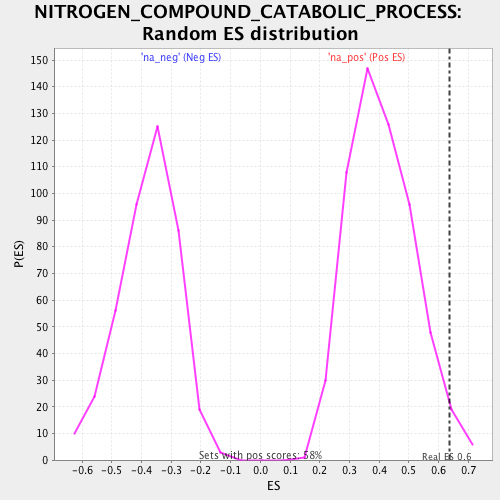 NITROGEN_COMPOUND_CATABOLIC_PROCESS:
Random ES distribution
'na_neg' (Neg ES)
'na_pos' (Pos ES)
150
140
130
120
110
100
90
80
70
60
50
40
30
20
10
0
P(ES)
Sets with pos scores: 58%
Real ES 0.6
-0.6 -0.5 -0.4 -0.3 -0.2 -0.1 0.0 0.1 0.2 0.3 0.4 0.5 0.6 0.7
ES